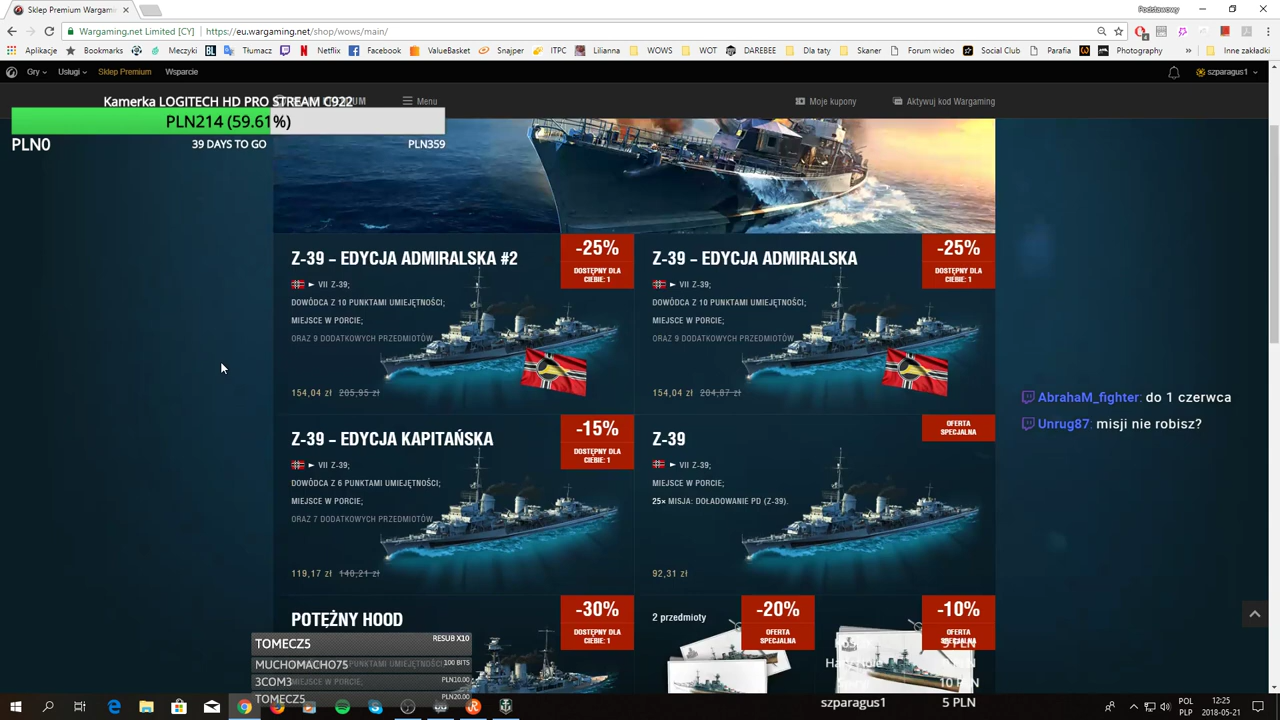 Sklep Premium Wargamin
Podstawowy
Wargaming.net Limited [CY]
https://eu.wargaming.net/shop/wows/main/
Aplikacje
Bookmarks
Meczyki
Tłumacz
Netflix
Facebook
ValueBasket
Snajper
ITPC
Lilianna
WOWS
WOT
DAREBEE
Dla taty
Skaner
Forum wideo
Social Club
Parafia
Photography
Inne zakładki
Gry
Usługi
Sklep Premium
Wsparcie
szparagus1
Kamerka LOGITECH HD PRO STREAM C922
Menu
Moje kupony
Aktywuj kod Wargaming
PLN214 (59.61%)
PLN0
39 DAYS TO GO
PLN359
Z-39 – EDYCJA ADMIRALSKA #2
-25%
DOSTĘPNY DLA
CIEBIE: 1
► VII Z-39;
DOWÓDCA Z 10 PUNKTAMI UMIEJĘTNOŚCI;
MIEJSCE W PORCIE;
ORAZ 9 DODATKOWYCH PRZEDMIOTÓW
154,04 zł 205,95 zł
Z-39 – EDYCJA ADMIRALSKA
-25%
DOSTĘPNY DLA
CIEBIE: 1
► VII Z-39;
DOWÓDCA Z 10 PUNKTAMI UMIEJĘTNOŚCI;
MIEJSCE W PORCIE;
ORAZ 9 DODATKOWYCH PRZEDMIOTÓW
154,04 zł 204,87 zł
AbrahaM_fighter: do 1 czerwca
Unrug87: misji nie robisz?
Z-39 – EDYCJA KAPITAŃSKA
-15%
DOSTĘPNY DLA
CIEBIE: 1
► VII Z-39;
DOWÓDCA Z 6 PUNKTAMI UMIEJĘTNOŚCI;
MIEJSCE W PORCIE;
ORAZ 7 DODATKOWYCH PRZEDMIOTÓW
119,17 zł 140,21 zł
Z-39
OFERTA
SPECJALNA
► VII Z-39;
MIEJSCE W PORCIE;
25× MISJA: DOŁADOWANIE PD (Z-39).
92,31 zł
POTĘŻNY HOOD
-30%
DOSTĘPNY DLA
CIEBIE: 1
2 przedmioty
-20%
OFERTA
SPECJALNA
-10%
OFERTA
SPECJALNA
TOMECZ5
RESUB X10
MUCHOMACHO75
PUNKTAMI UMIEJĘTNOŚCI
100 BITS
3COM3
MIEJSCE W PORCIE;
PLN10.00
TOMECZ5
PLN20.00
10 PLN
szparagus1
5 PLN
POL
PLP
12:25
2018-05-21